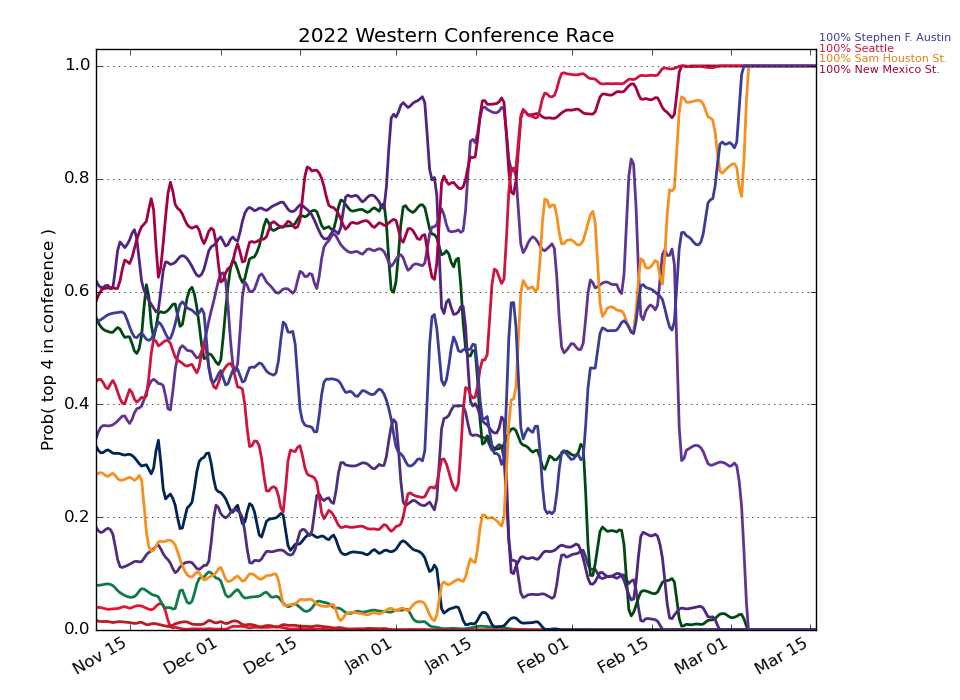 2022 Western Conference Race
100% Stephen F. Austin
100% Seattle
100% Sam Houston St.
100% New Mexico St.
Prob( top 4 in conference )
1.0
0.8
0.6
0.4
0.2
0.0
Nov 15
Dec 01
Dec 15
Jan 01
Jan 15
Feb 01
Feb 15
Mar 01
Mar 15